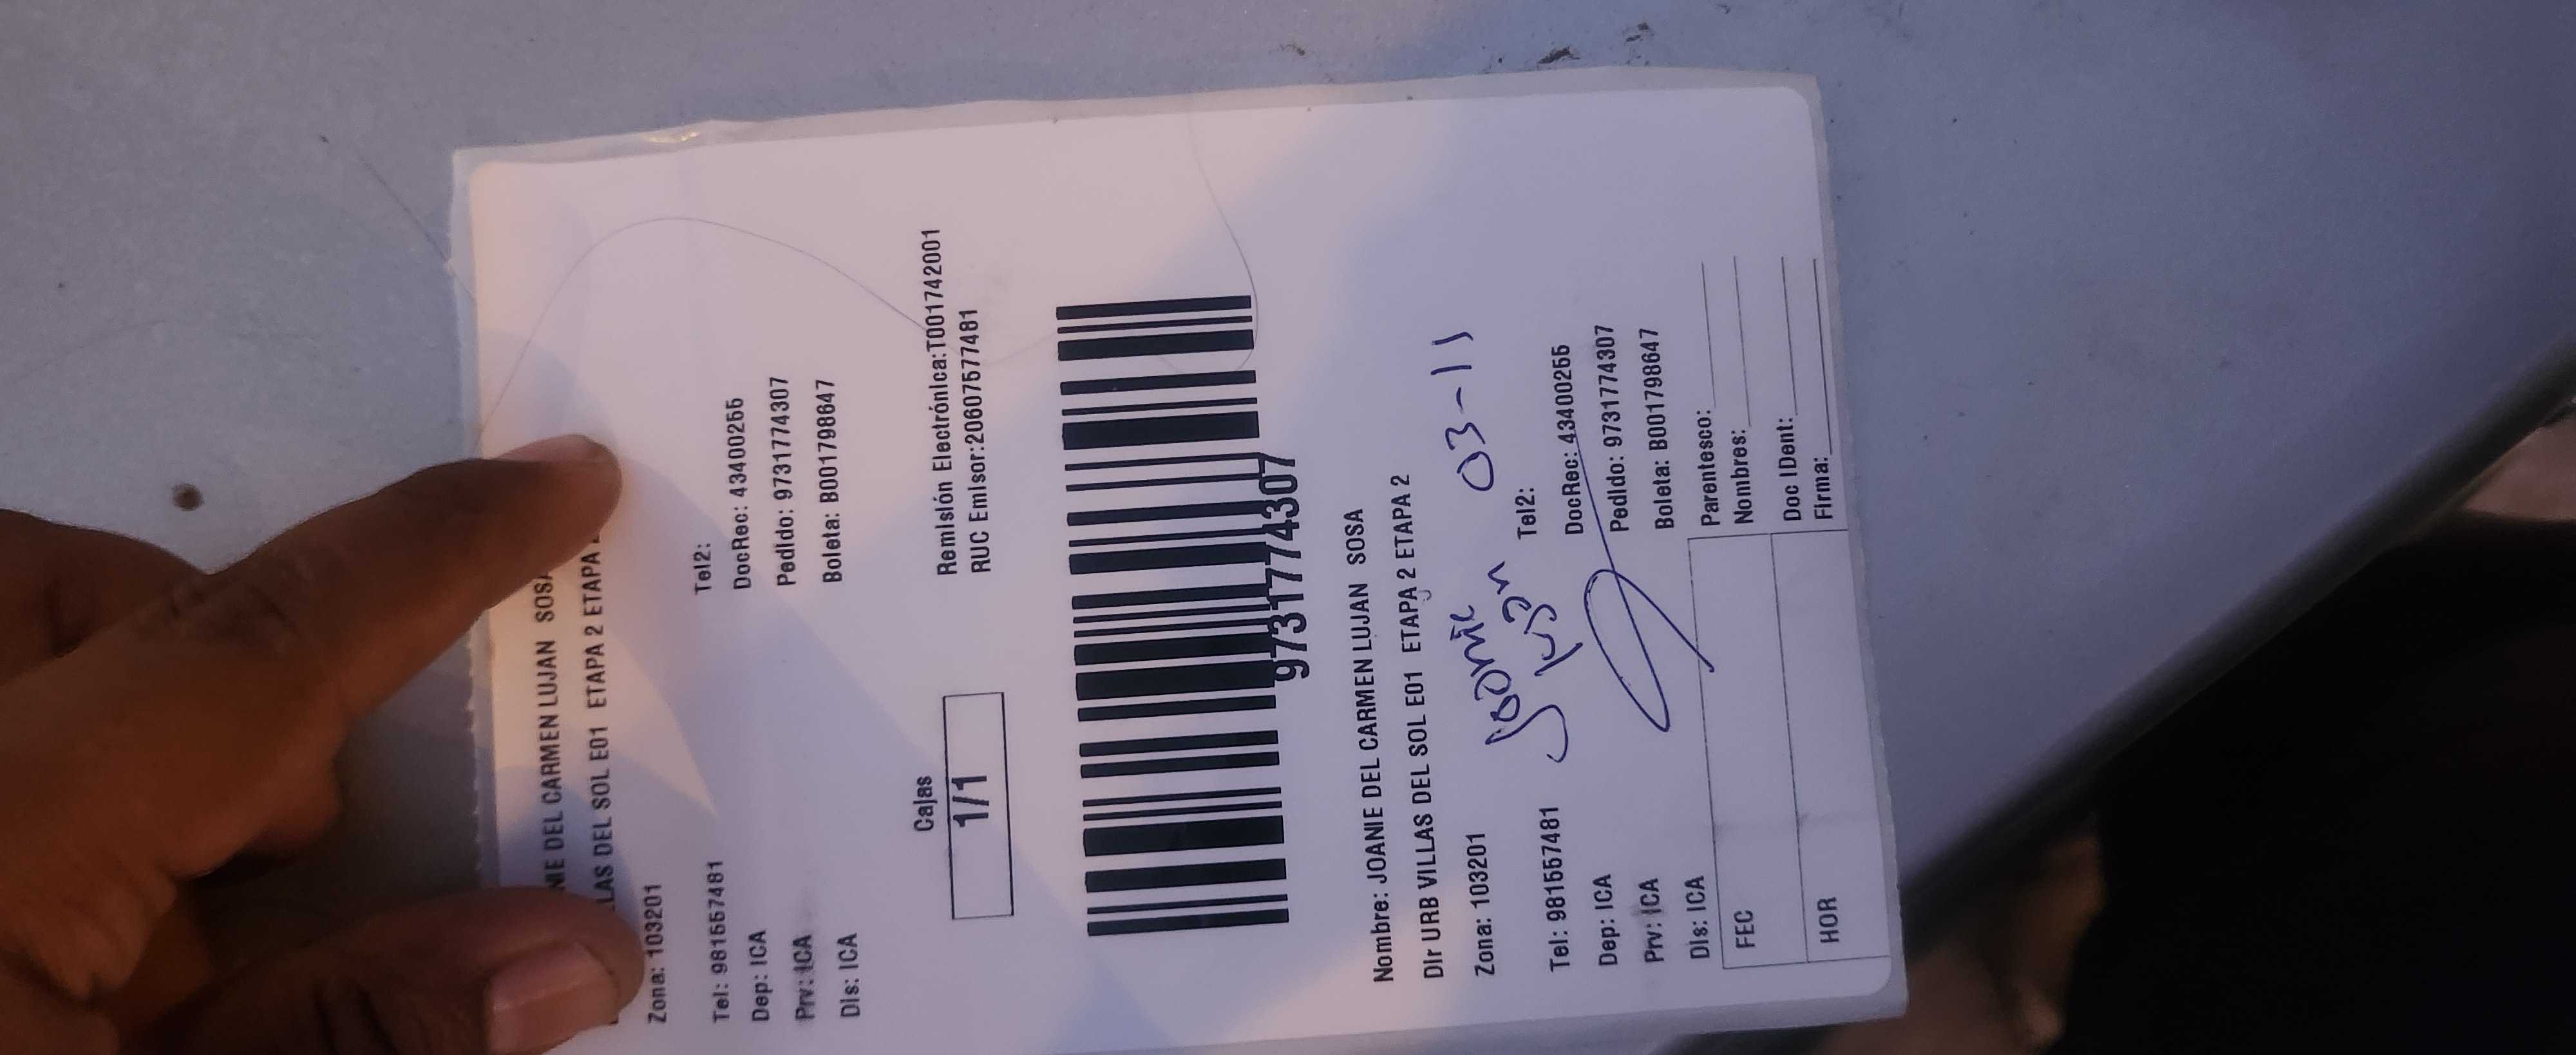 NIE DEL CARMEN LUJAN SOSA
LAS DEL SOL E01 ETAPA 2 ETAPA
Zona: 103201
Tel: 981557481 Tel2:
Dep: ICA DocRec: 43400255
Prv: ICA Pedido: 9731774307
Dis: ICA Boleta: B001798647
Cajas
1/1
Remisión Electrónica:T001742001
RUC Emisor:20607577481
9731774307
Nombre: JOANIE DEL CARMEN LUJAN SOSA
Dir URB VILLAS DEL SOL E01 ETAPA 2 ETAPA 2
Zona: 103201
Joanie 03-11
Lujan
Tel: 981557481 Tel2:
Dep: ICA DocRec: 43400255
Prv: ICA Pedido: 9731774307
Dis: ICA Boleta: B001798647
FEC
HOR
Parentesco:
Nombres:
Doc IDent:
Firma: